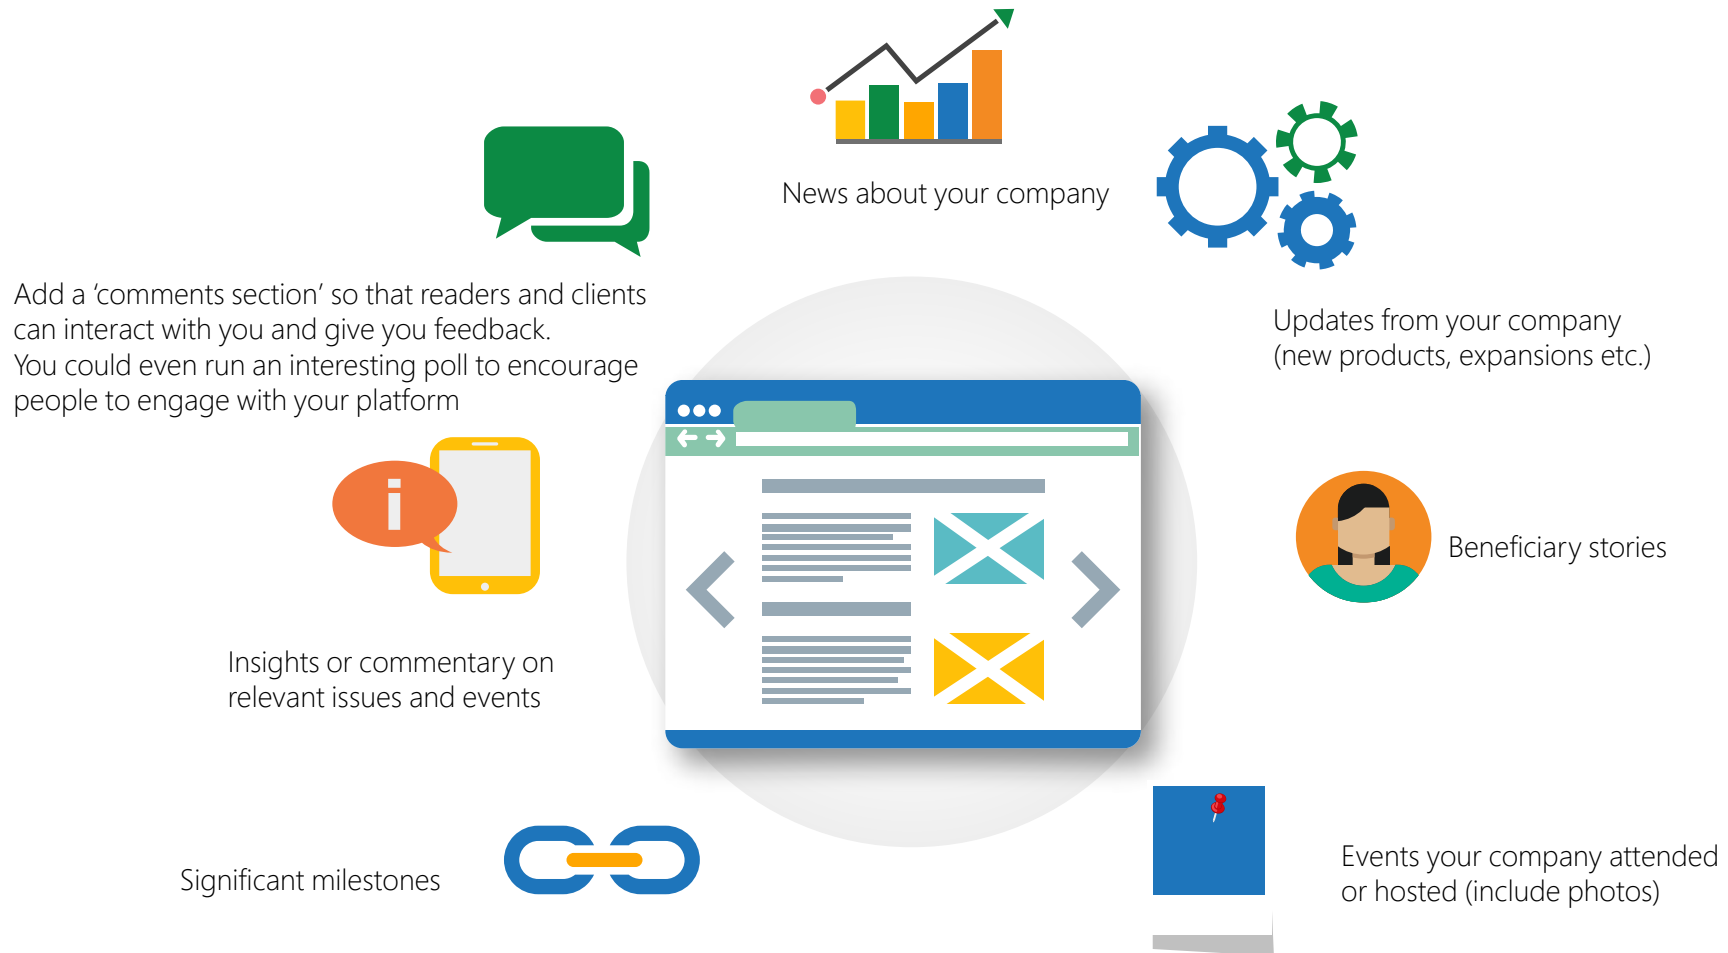 News about your company
Add a ‘comments section’ so that readers and clients
can interact with you and give you feedback.
You could even run an interesting poll to encourage
people to engage with your platform
Updates from your company
(new products, expansions etc.)
i
Beneficiary stories
Insights or commentary on
relevant issues and events
Significant milestones
Events your company attended
or hosted (include photos)